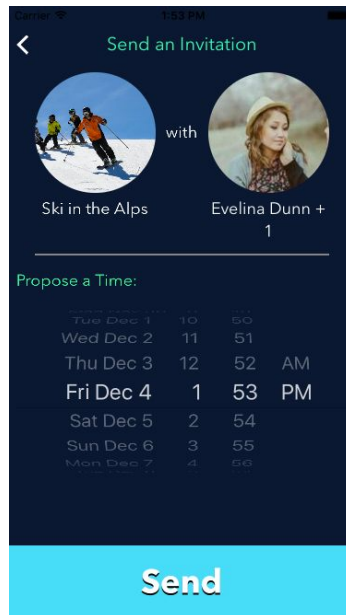 Carrier 1:53 PM
Send an Invitation
with
Ski in the Alps
Evelina Dunn +
1
Propose a Time:
Tue Dec 1 10 50
Wed Dec 2 11 51
Thu Dec 3 12 52 AM
Fri Dec 4 1 53 PM
Sat Dec 5 2 54
Sun Dec 6 3 55
Mon Dec 7 4 56
Send